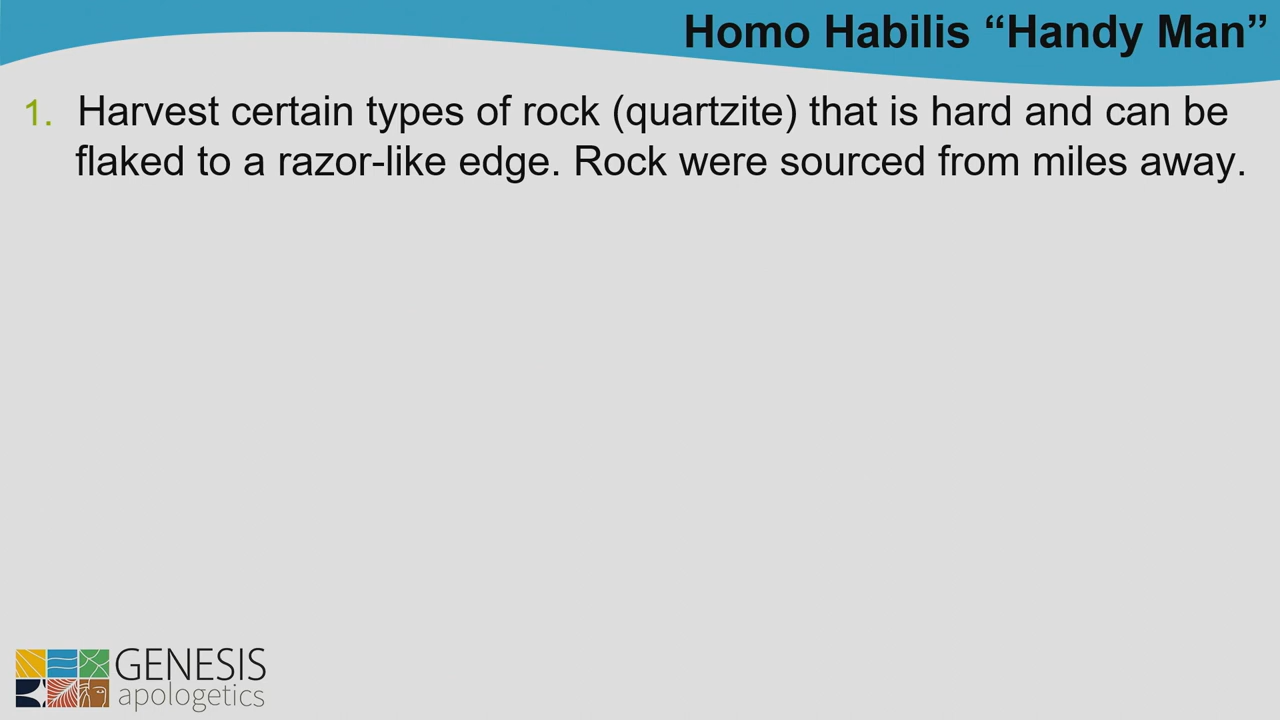 Homo Habilis “Handy Man”
1. Harvest certain types of rock (quartzite) that is hard and can be
flaked to a razor-like edge. Rock were sourced from miles away.
GENESIS
apologetics